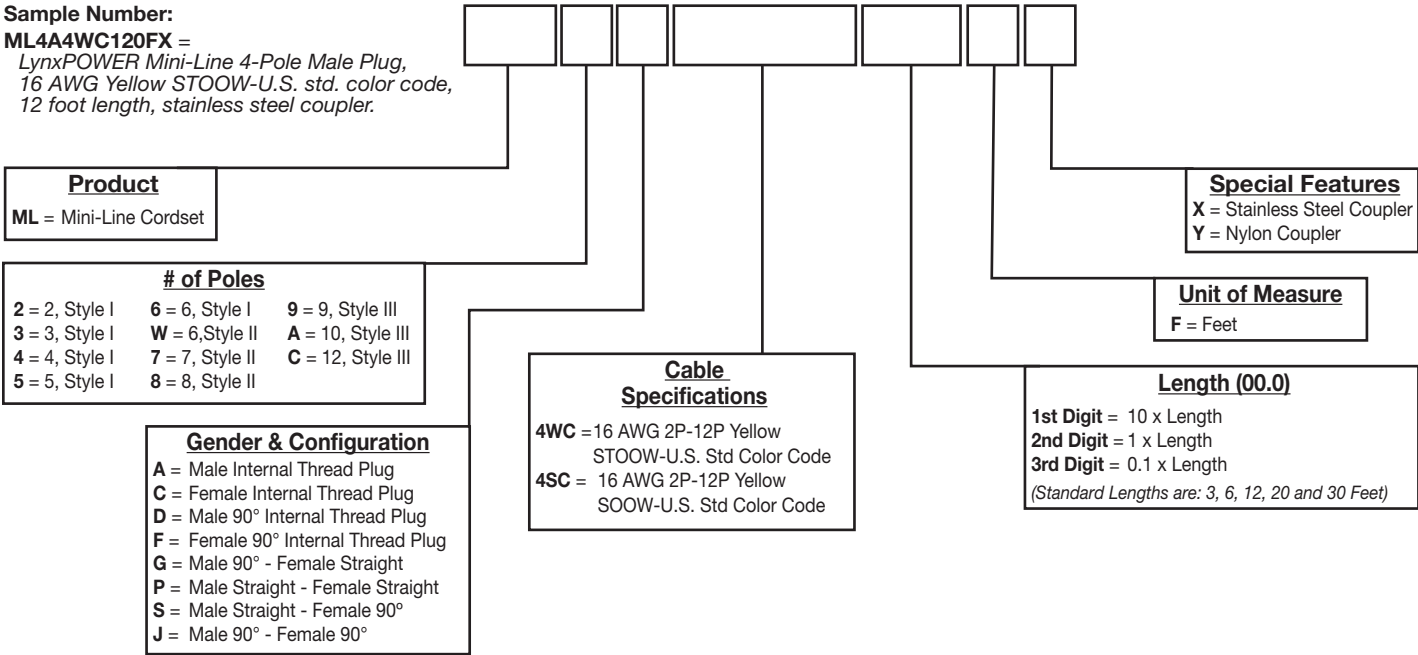 Sample Number:
ML4A4WC120FX =
LynxPOWER Mini-Line 4-Pole Male Plug,
16 AWG Yellow STOOW-U.S. std. color code,
12 foot length, stainless steel coupler.
Product
ML = Mini-Line Cordset
# of Poles
2 = 2, Style I 6 = 6, Style I 9 = 9, Style III
3 = 3, Style I W = 6,Style II A = 10, Style III
4 = 4, Style I 7 = 7, Style II C = 12, Style III
5 = 5, Style I 8 = 8, Style II
Gender & Configuration
A = Male Internal Thread Plug
C = Female Internal Thread Plug
D = Male 90° Internal Thread Plug
F = Female 90° Internal Thread Plug
G = Male 90° - Female Straight
P = Male Straight - Female Straight
S = Male Straight - Female 90º
J = Male 90° - Female 90°
Cable
Specifications
4WC =16 AWG 2P-12P Yellow
STOOW-U.S. Std Color Code
4SC = 16 AWG 2P-12P Yellow
SOOW-U.S. Std Color Code
Special Features
X = Stainless Steel Coupler
Y = Nylon Coupler
Unit of Measure
F = Feet
Length (00.0)
1st Digit = 10 x Length
2nd Digit = 1 x Length
3rd Digit = 0.1 x Length
(Standard Lengths are: 3, 6, 12, 20 and 30 Feet)